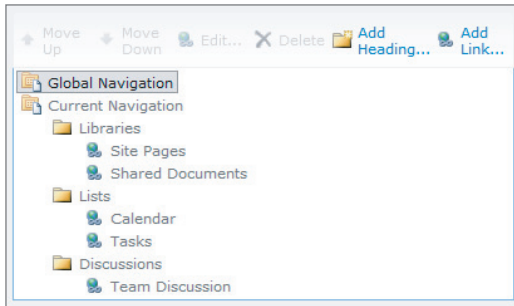 Move Up
Move Down
Edit...
Delete
Add Heading...
Add Link...
Global Navigation
Current Navigation
Libraries
Site Pages
Shared Documents
Lists
Calendar
Tasks
Discussions
Team Discussion